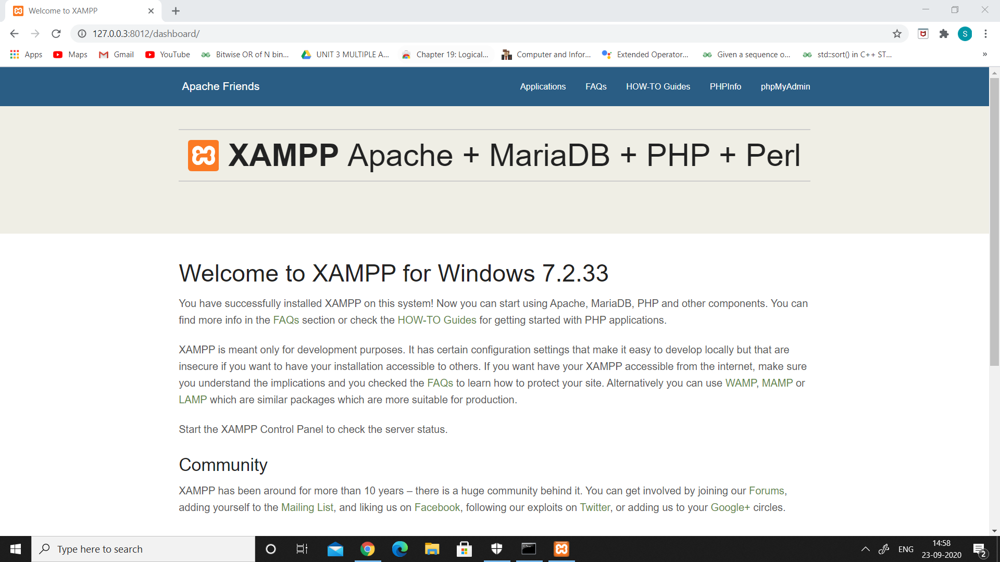 Welcome to XAMPP
127.0.0.3:8012/dashboard/
Apps Maps Gmail YouTube Bitwise OR of N bin... UNIT 3 MULTIPLE A... Chapter 19: Logical... Computer and Infor... Extended Operator... Given a sequence o... std::sort() in C++ ST... »
Apache Friends Applications FAQs HOW-TO Guides PHPInfo phpMyAdmin
XAMPP Apache + MariaDB + PHP + Perl
Welcome to XAMPP for Windows 7.2.33
You have successfully installed XAMPP on this system! Now you can start using Apache, MariaDB, PHP and other components. You can
find more info in the FAQs section or check the HOW-TO Guides for getting started with PHP applications.
XAMPP is meant only for development purposes. It has certain configuration settings that make it easy to develop locally but that are
insecure if you want to have your installation accessible to others. If you want have your XAMPP accessible from the internet, make sure
you understand the implications and you checked the FAQs to learn how to protect your site. Alternatively you can use WAMP, MAMP or
LAMP which are similar packages which are more suitable for production.
Start the XAMPP Control Panel to check the server status.
Community
XAMPP has been around for more than 10 years – there is a huge community behind it. You can get involved by joining our Forums,
adding yourself to the Mailing List, and liking us on Facebook, following our exploits on Twitter, or adding us to your Google+ circles.
Type here to search
ENG
14:58
23-09-2020
2
S